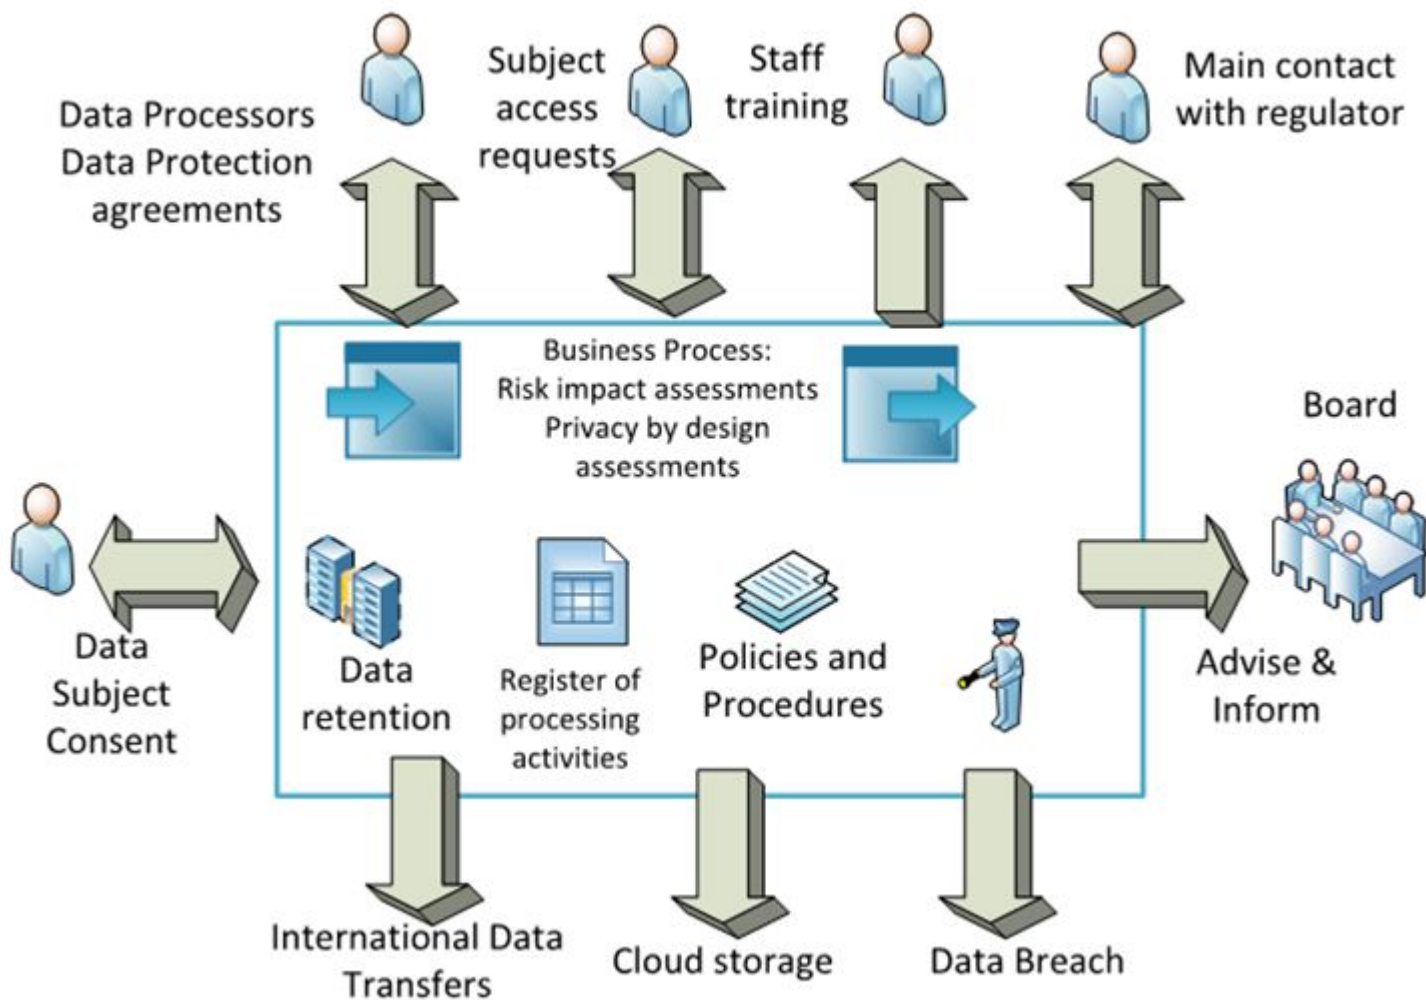 Data Processors
Data Protection
agreements
Subject
access
requests
Staff
training
Main contact
with regulator
Business Process:
Risk impact assessments
Privacy by design
assessments
Board
Data
Subject
Consent
Data
retention
Register of
processing
activities
Policies and
Procedures
Advise &
Inform
International Data
Transfers
Cloud storage
Data Breach